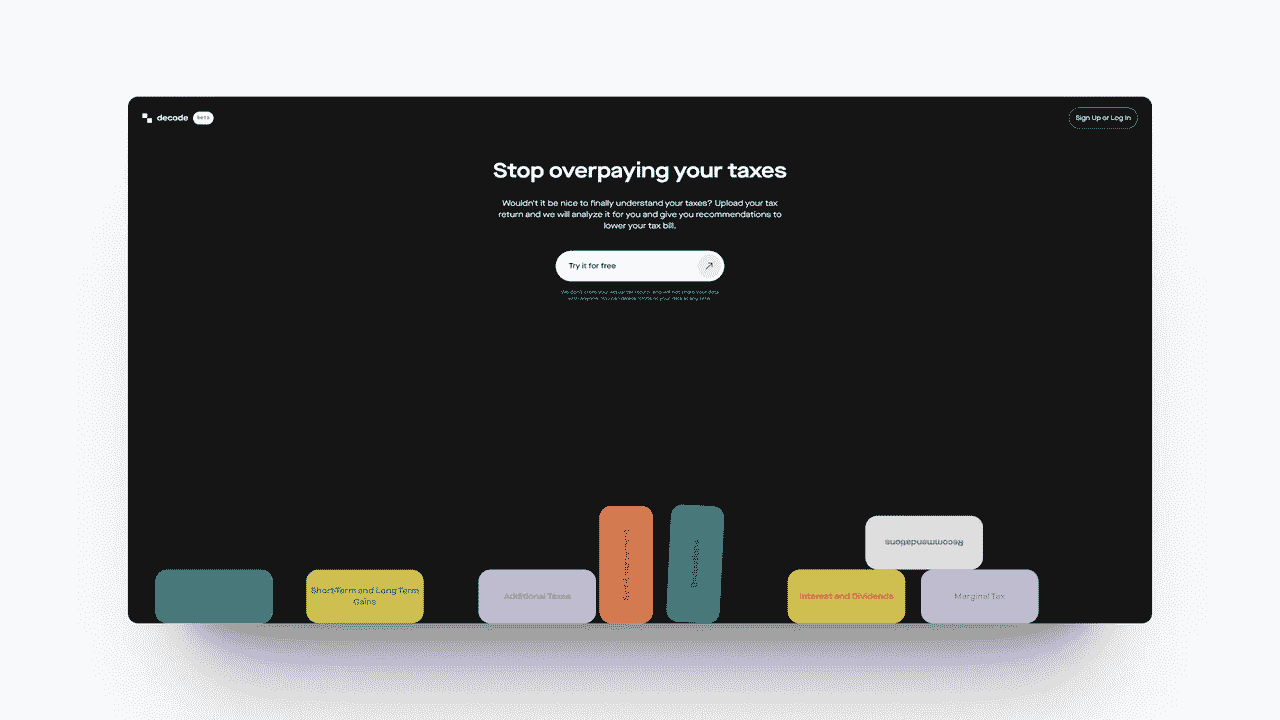 decode
beta
Sign Up or Log In
Stop overpaying your taxes
Wouldn't it be nice to finally understand your taxes? Upload your tax
return and we will analyze it for you and give you recommendations to
lower your tax bill.
Try it for free
Recommendations
Short-Term and Long Term
Gains
Additional Taxes
Deductions
Interest and Dividends
Marginal Tax